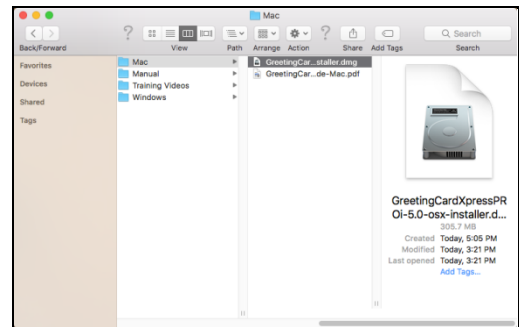 Mac
Search
Back/Forward View Path Arrange Action Share Add Tags Search
Favorites
Devices
Shared
Tags
Mac
Manual
Training Videos
Windows
GreetingCar...staller.dmg
GreetingCar...de-Mac.pdf
GreetingCardXpressPR
Oi-5.0-osx-installer.d...
305.7 MB
Created Today, 5:05 PM
Modified Today, 3:21 PM
Last opened Today, 3:21 PM
Add Tags...